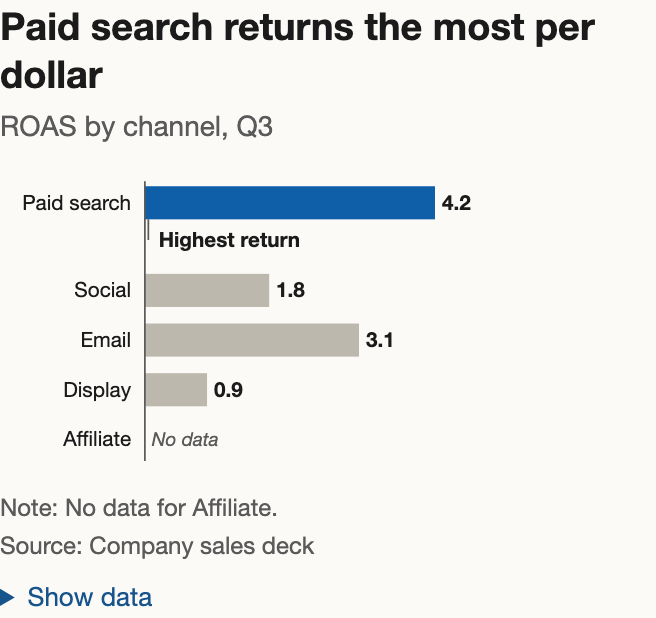 Paid search returns the most per
dollar
ROAS by channel, Q3
Paid search 4.2
Highest return
Social 1.8
Email 3.1
Display 0.9
Affiliate No data
Note: No data for Affiliate.
Source: Company sales deck
Show data